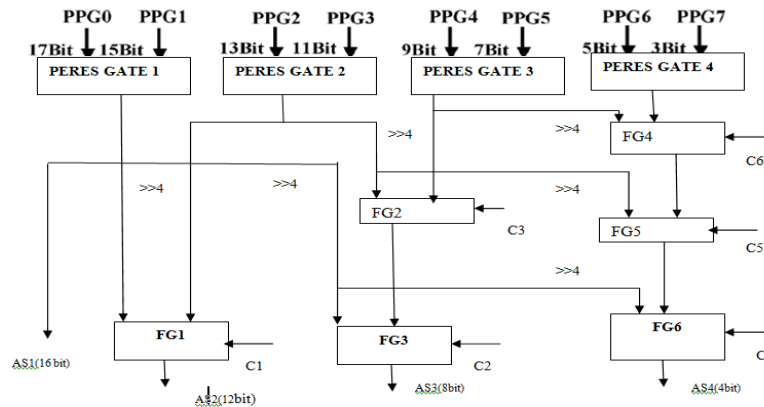 PPG0 PPG1 PPG2 PPG3 PPG4 PPG5 PPG6 PPG7
17Bit 15Bit 13Bit 11Bit 9Bit 7Bit 5Bit 3Bit
PERES GATE 1 PERES GATE 2 PERES GATE 3 PERES GATE 4
>>4 >>4 FG4
C6
>>4 >>4 >>4
FG2 C3 FG5 C5
>>4
FG1 FG3 FG6
AS1(16 bit) C1 C2 C
AS2(12bit) AS3(8bit) AS4(4bit)